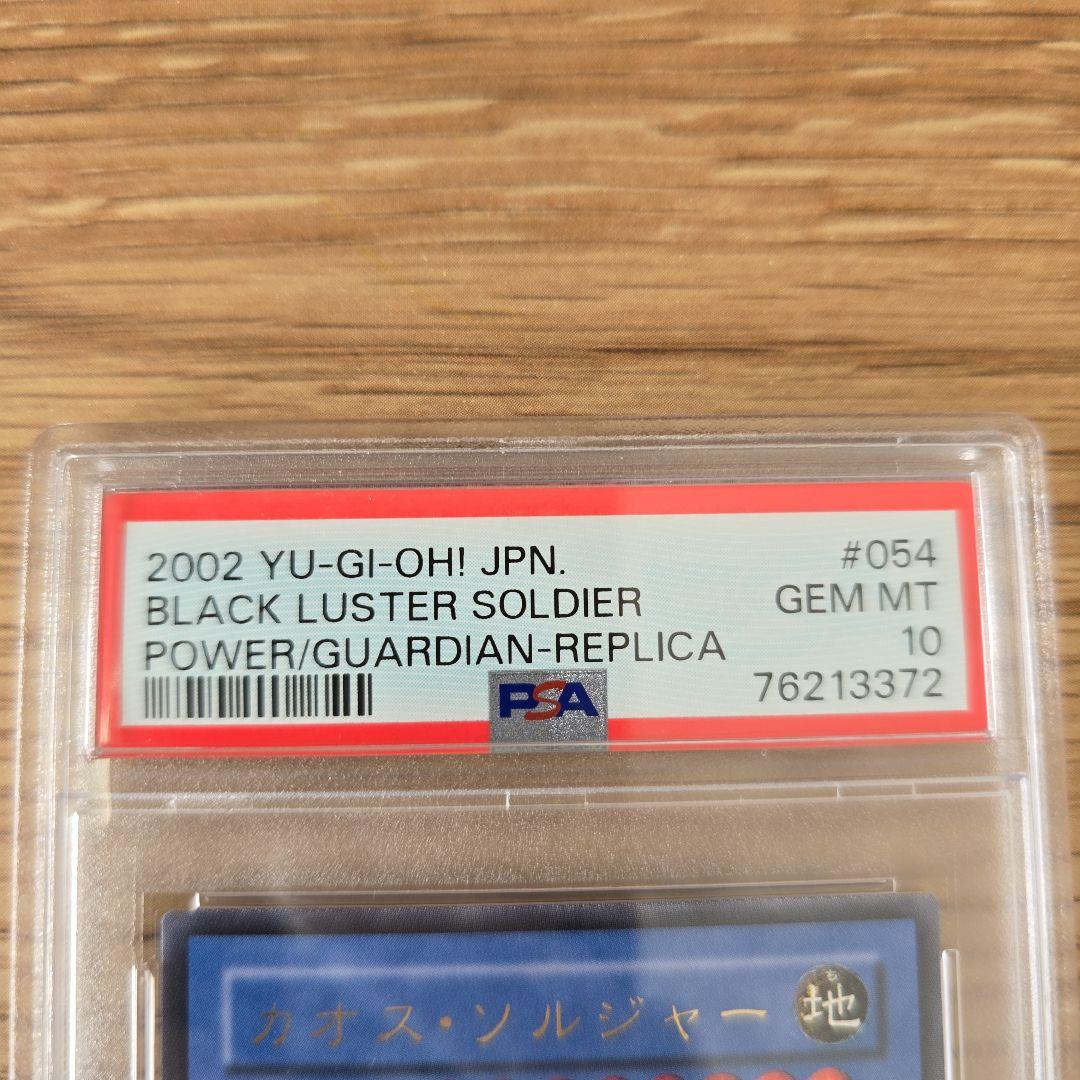 2002 YU-GI-OH! JPN. #054
BLACK LUSTER SOLDIER GEM MT
POWER/GUARDIAN-REPLICA 10
PSA 76213372
カオス・ソルジャー 地